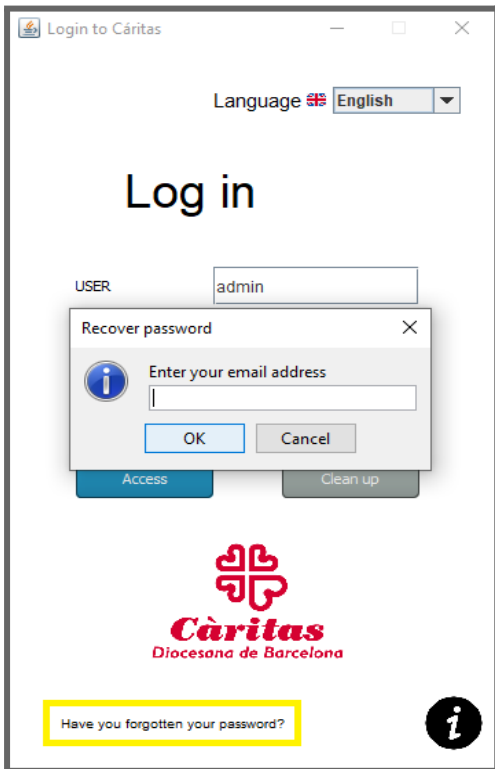 Login to Cáritas
Language English
Log in
USER admin
Recover password
Enter your email address
OK Cancel
Access Clean up
Càritas
Diocesana de Barcelona
Have you forgotten your password?
i